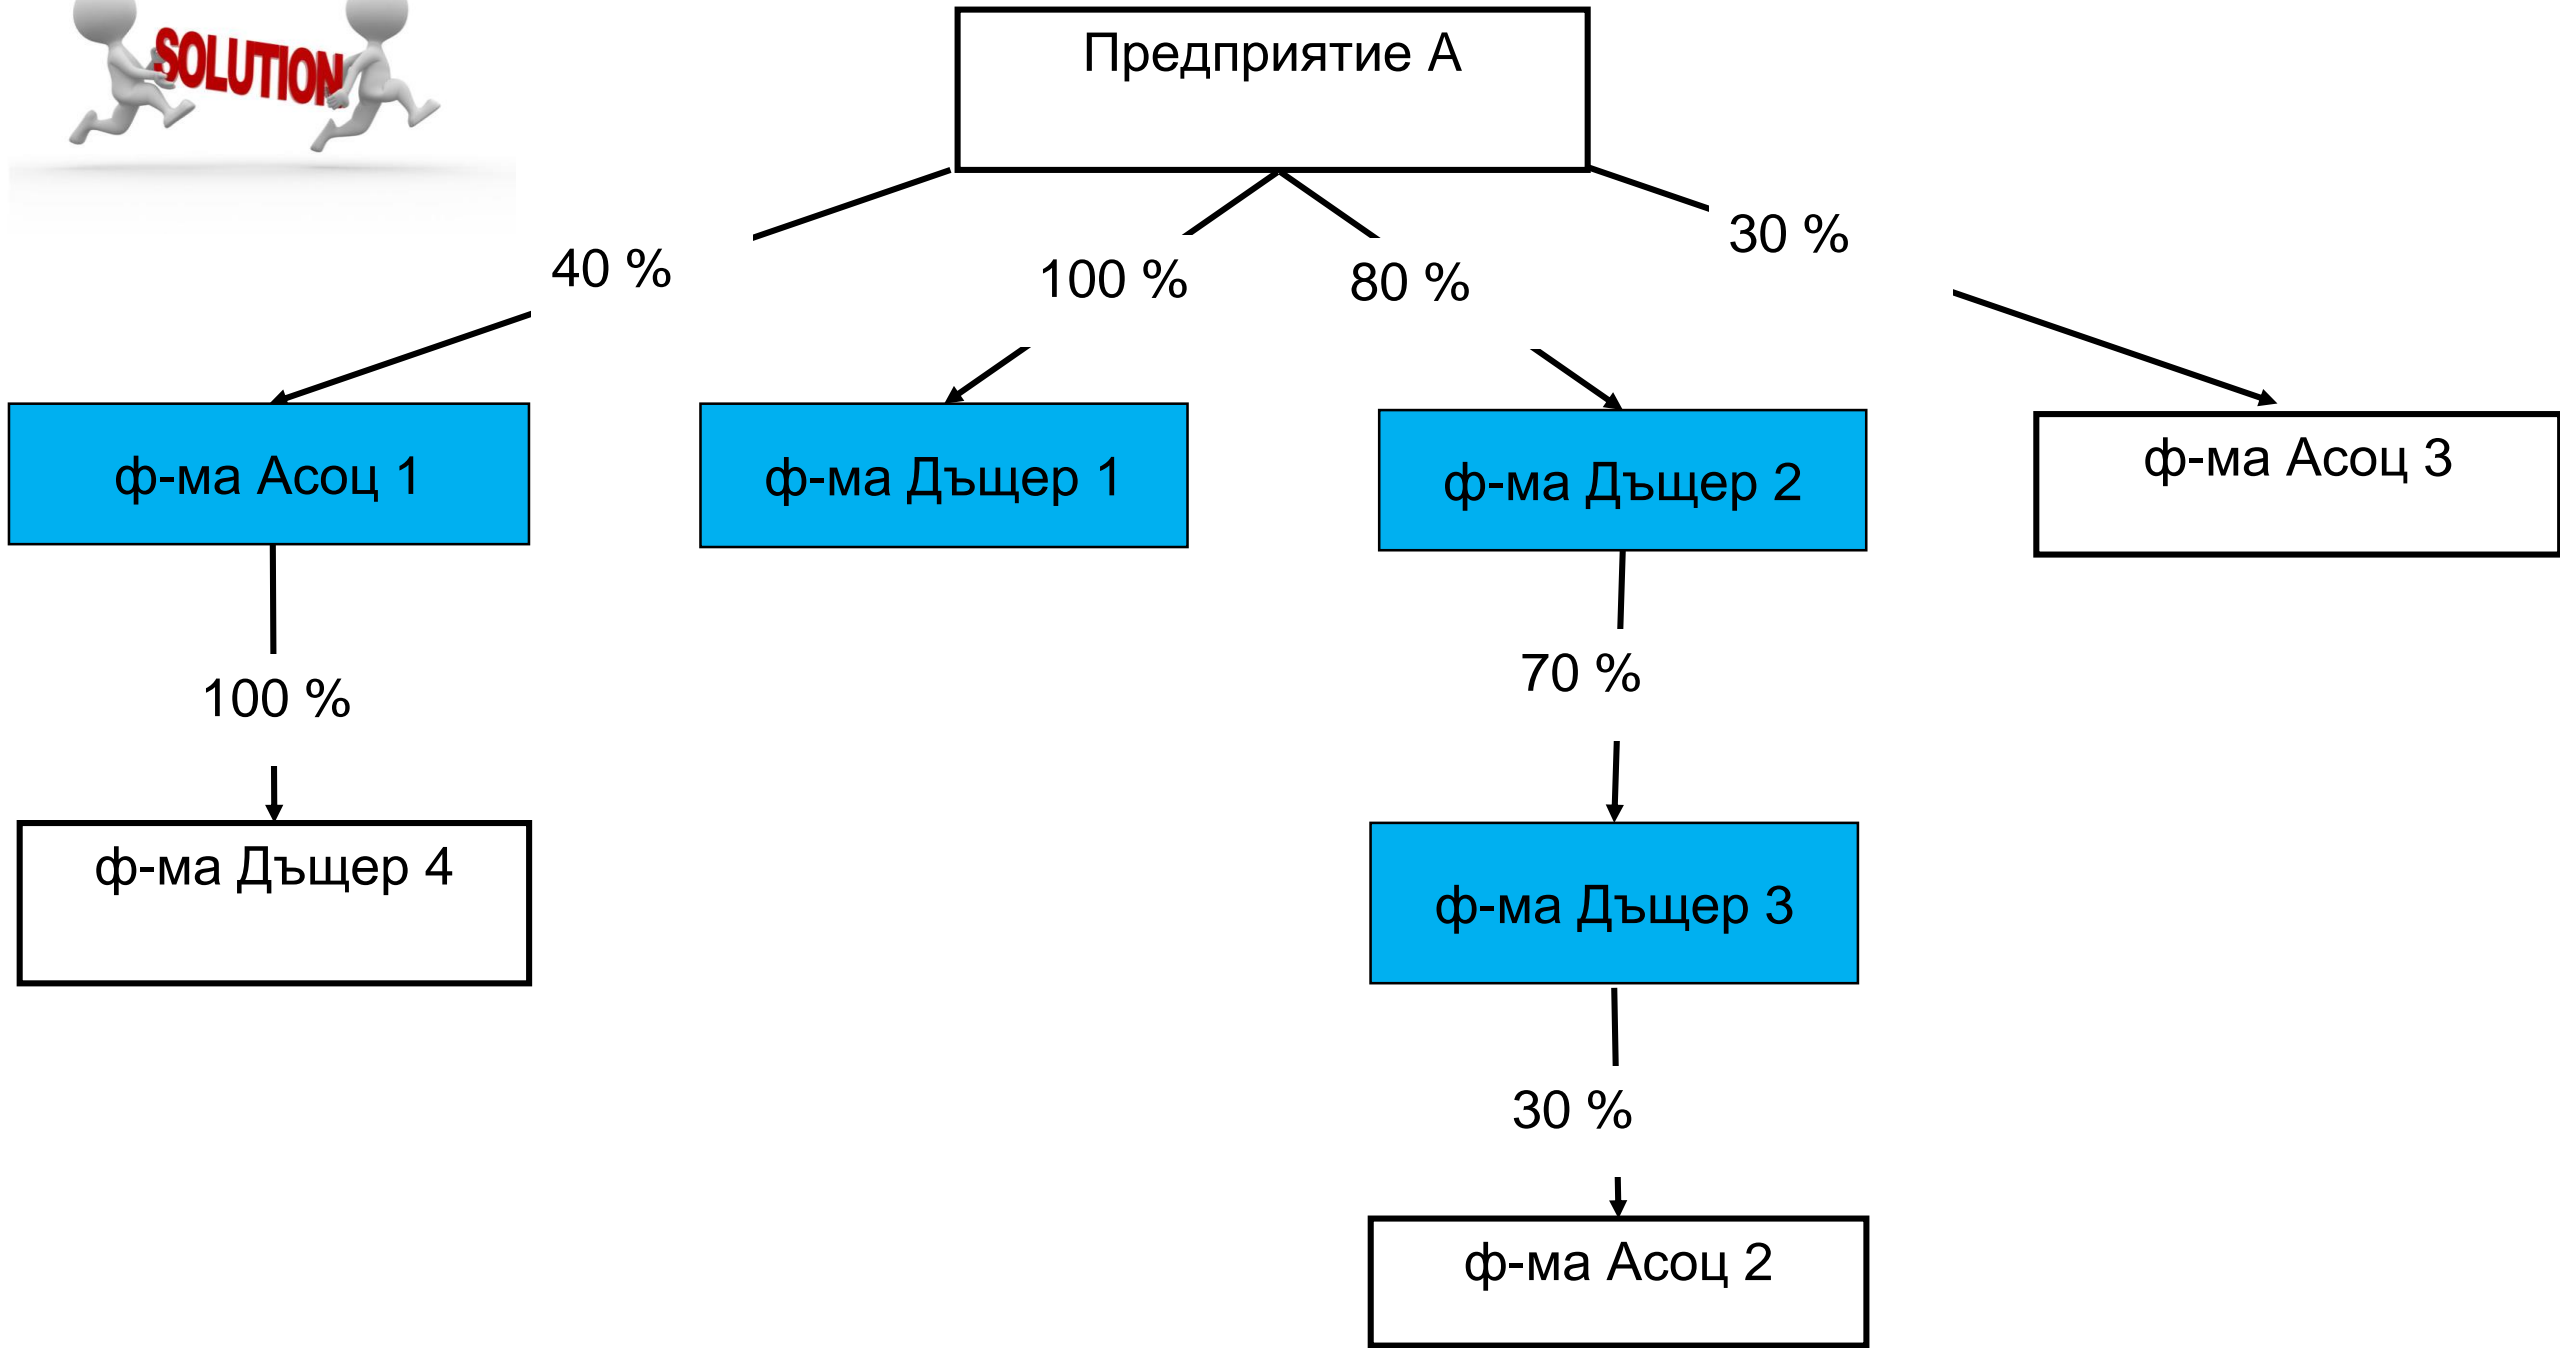 SOLUTION
Предприятие А
40 %
100 %
80 %
30 %
ф-ма Асоц 1
ф-ма Дъщер 1
ф-ма Дъщер 2
ф-ма Асоц 3
100 %
70 %
ф-ма Дъщер 4
ф-ма Дъщер 3
30 %
ф-ма Асоц 2